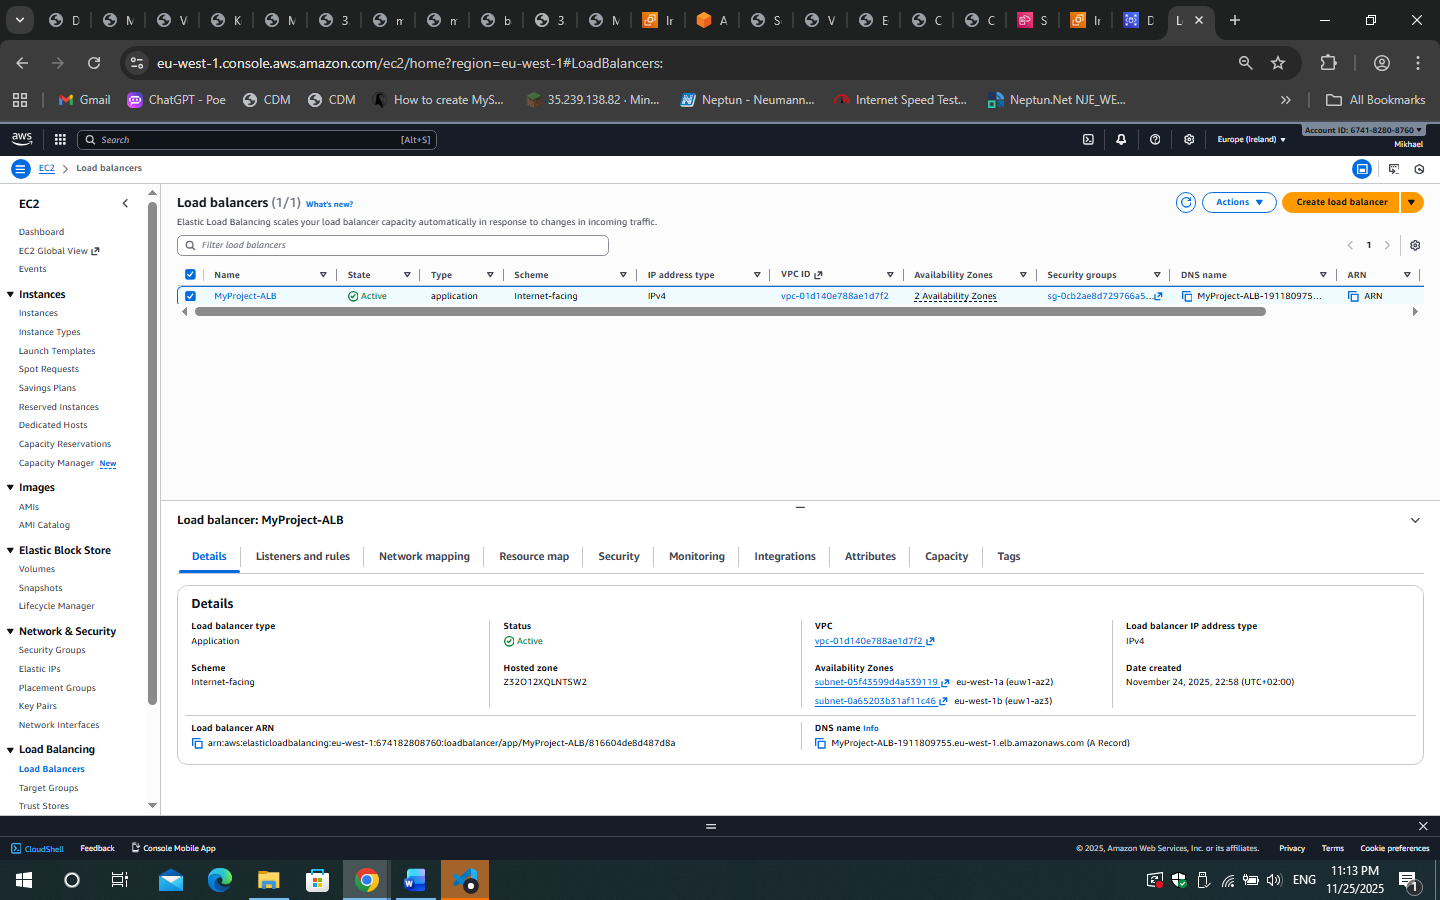 D
M
V
K
M
3
m
m
b
3
M
Ir
A
S
V
E
C
C
S
Ir
D
Lo
eu-west-1.console.aws.amazon.com/ec2/home?region=eu-west-1#LoadBalancers:
Gmail
ChatGPT - Poe
CDM
CDM
How to create MyS...
35.239.138.82 · Min...
Neptun - Neumann...
Internet Speed Test...
Neptun.Net NJE_WE...
All Bookmarks
aws
Search
[Alt+S]
Europe (Ireland)
Account ID: 6741-8280-8760
Mikhael
EC2
Load balancers
EC2
Dashboard
EC2 Global View
Events
Instances
Instances
Instance Types
Launch Templates
Spot Requests
Savings Plans
Reserved Instances
Dedicated Hosts
Capacity Reservations
Capacity Manager New
Images
AMIs
AMI Catalog
Elastic Block Store
Volumes
Snapshots
Lifecycle Manager
Network & Security
Security Groups
Elastic IPs
Placement Groups
Key Pairs
Network Interfaces
Load Balancing
Load Balancers
Target Groups
Trust Stores
Load balancers (1/1) What's new?
Actions
Create load balancer
Elastic Load Balancing scales your load balancer capacity automatically in response to changes in incoming traffic.
Filter load balancers
1
Name
State
Type
Scheme
IP address type
VPC ID
Availability Zones
Security groups
DNS name
ARN
MyProject-ALB
Active
application
Internet-facing
IPv4
vpc-01d140e788ae1d7f2
2 Availability Zones
sg-0cb2ae8d729766a5...
MyProject-ALB-191180975...
ARN
Load balancer: MyProject-ALB
Details
Listeners and rules
Network mapping
Resource map
Security
Monitoring
Integrations
Attributes
Capacity
Tags
Details
Load balancer type
Application
Status
Active
VPC
vpc-01d140e788ae1d7f2
Load balancer IP address type
IPv4
Scheme
Internet-facing
Hosted zone
Z32O12XQLNTSW2
Availability Zones
subnet-05f43599d4a539119 eu-west-1a (euw1-az2)
subnet-0a65203b31af11c46 eu-west-1b (euw1-az3)
Date created
November 24, 2025, 22:58 (UTC+02:00)
Load balancer ARN
arn:aws:elasticloadbalancing:eu-west-1:674182808760:loadbalancer/app/MyProject-ALB/816604de8d487d8a
DNS name Info
MyProject-ALB-1911809755.eu-west-1.elb.amazonaws.com (A Record)
CloudShell
Feedback
Console Mobile App
© 2025, Amazon Web Services, Inc. or its affiliates.
Privacy
Terms
Cookie preferences
ENG
11:13 PM
11/25/2025
1